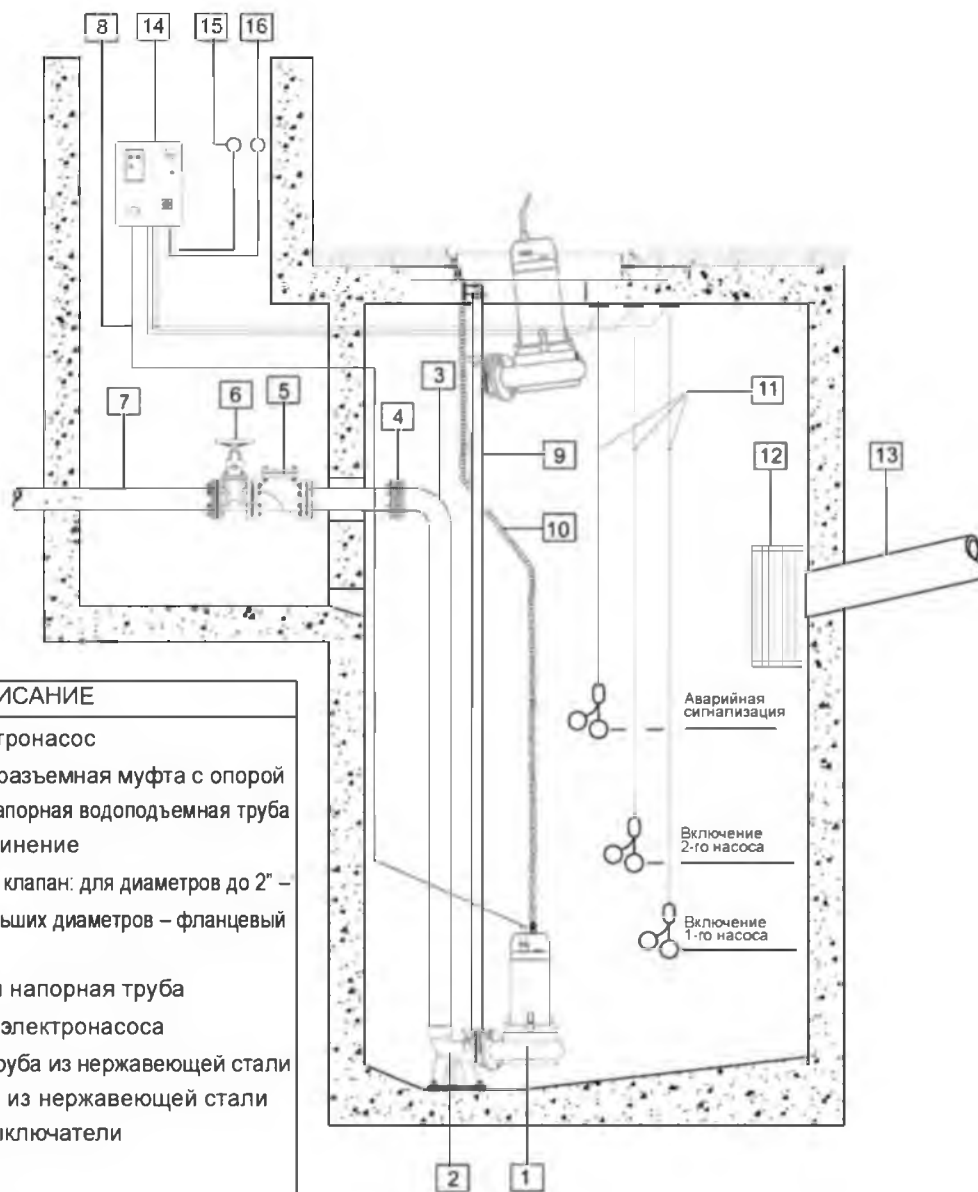 8 14 15 16
3
7 6 5 4
11
9
12 13
10
Аварийная
сигнализация
Включение
2-го насоса
Включение
1-го насоса
2 1
ИСАНИЕ
тронасос
разъемная муфта с опорой
апорная водоподъемная труба
инение
клапан: для диаметров до 2" –
ьших диаметров – фланцевый
и напорная труба
электронасоса
руба из нержавеющей стали
из нержавеющей стали
ключатели